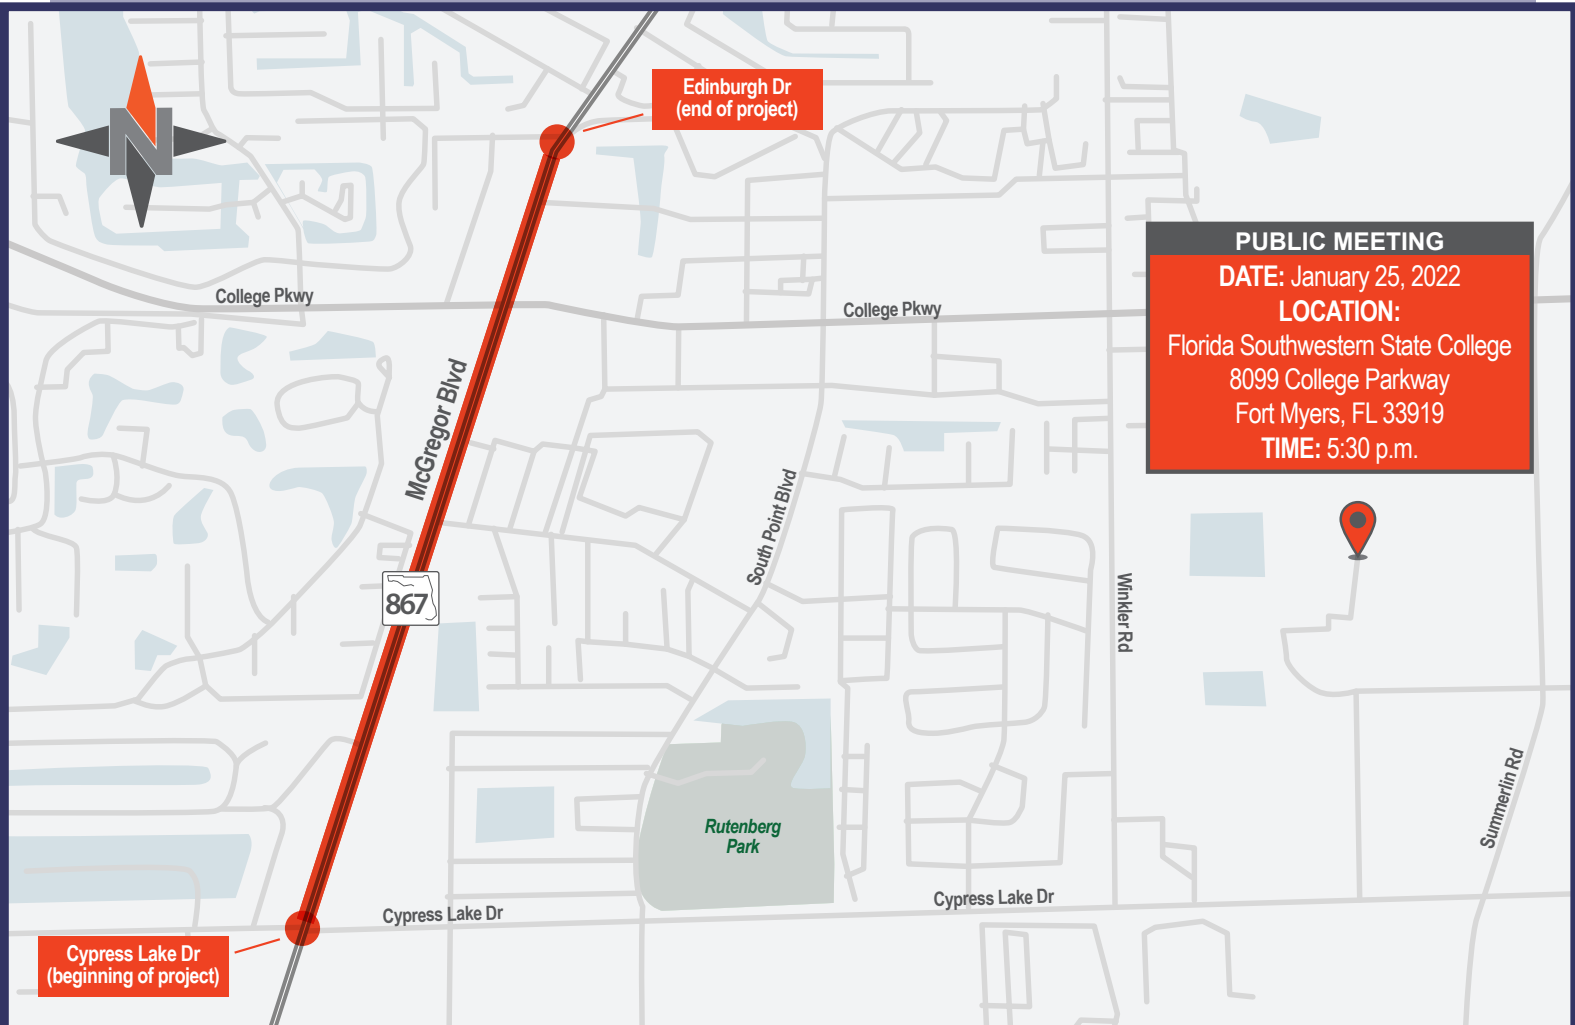 N
Edinburgh Dr
(end of project)
PUBLIC MEETING
DATE: January 25, 2022
LOCATION:
Florida Southwestern State College
8099 College Parkway
Fort Myers, FL 33919
TIME: 5:30 p.m.
College Pkwy
College Pkwy
McGregor Blvd
South Point Blvd
867
Winkler Rd
Summerlin Rd
Rutenberg
Park
Cypress Lake Dr
Cypress Lake Dr
Cypress Lake Dr
(beginning of project)